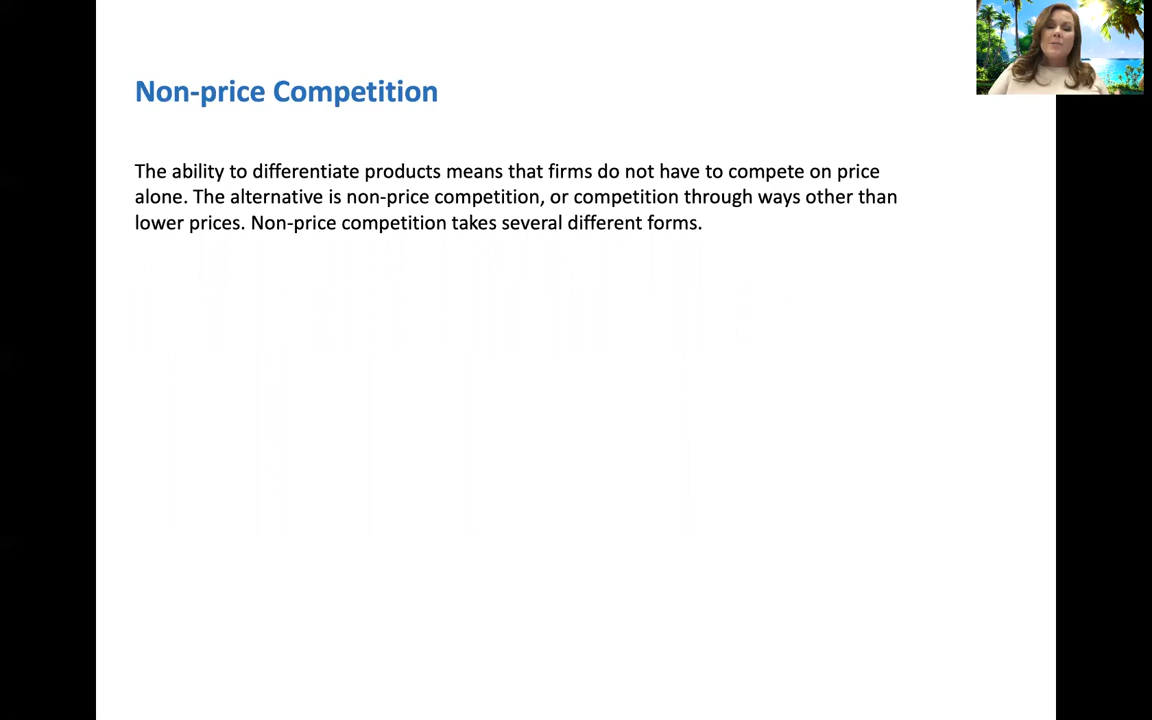 Non-price Competition
The ability to differentiate products means that firms do not have to compete on price
alone. The alternative is non-price competition, or competition through ways other than
lower prices. Non-price competition takes several different forms.